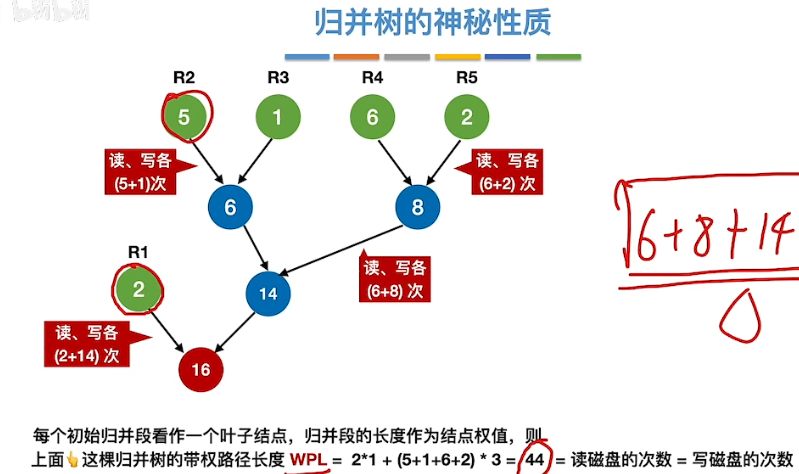 bilibili
归并树的神秘性质
R2 R3 R4 R5
5 1 6 2
读、写各
(5+1)次
读、写各
(6+2) 次
6 8
6+8+14
R1
2
14
读、写各
(6+8) 次
读、写各
(2+14) 次
16
每个初始归并段看作一个叶子结点，归并段的长度作为结点权值，则
上面👆这棵归并树的带权路径长度 WPL = 2*1 + (5+1+6+2) * 3 = 44 = 读磁盘的次数 = 写磁盘的次数